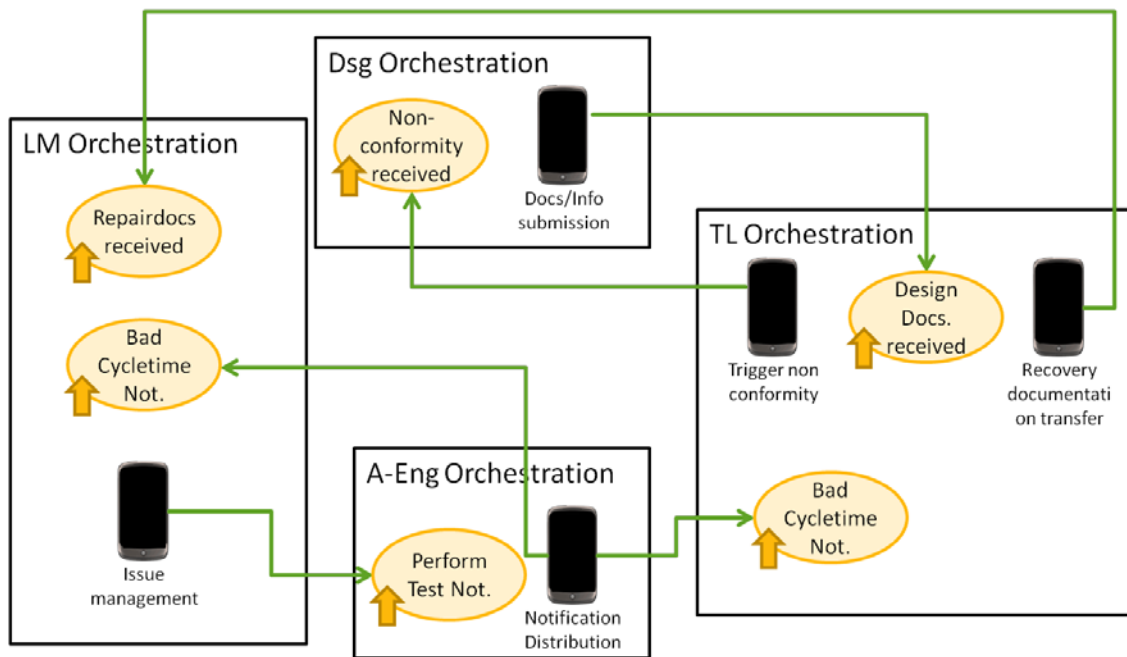 Dsg Orchestration
Non-
conformity
received
Docs/Info
submission
LM Orchestration
Repairdocs
received
Bad
Cycletime
Not.
Issue
management
TL Orchestration
Trigger non
conformity
Design
Docs.
received
Recovery
documentati
on transfer
Bad
Cycletime
Not.
A-Eng Orchestration
Perform
Test Not.
Notification
Distribution